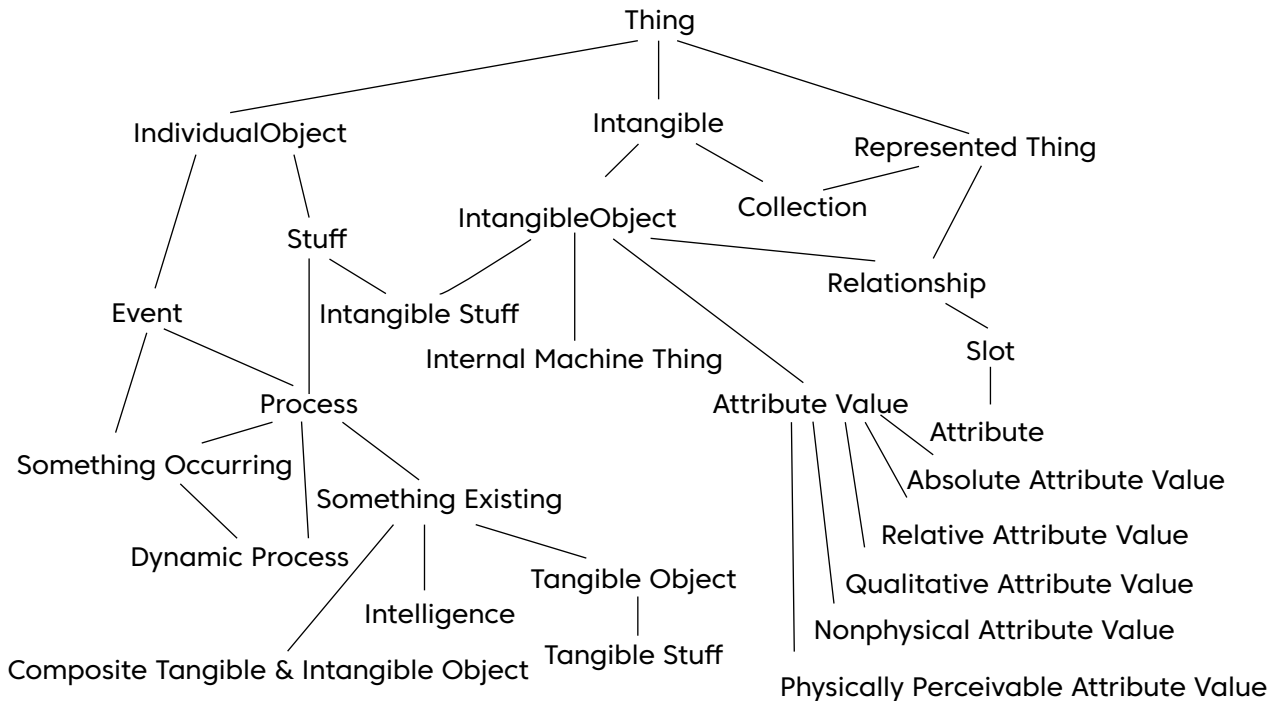 Thing
IndividualObject
Intangible
Represented Thing
Collection
IntangibleObject
Stuff
Relationship
Event
Intangible Stuff
Internal Machine Thing
Slot
Process
Attribute Value
Attribute
Something Occurring
Absolute Attribute Value
Something Existing
Relative Attribute Value
Dynamic Process
Tangible Object
Qualitative Attribute Value
Intelligence
Nonphysical Attribute Value
Tangible Stuff
Composite Tangible & Intangible Object
Physically Perceivable Attribute Value